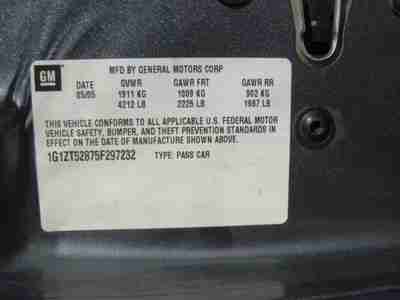 GM
MFD BY GENERAL MOTORS CORP
DATE GVWR GAWR FRT GAWR RR
05/05 1911 KG 1009 KG 902 KG
4212 LB 2225 LB 1987 LB
THIS VEHICLE CONFORMS TO ALL APPLICABLE U.S. FEDERAL MOTOR
VEHICLE SAFETY, BUMPER, AND THEFT PREVENTION STANDARDS IN
EFFECT ON THE DATE OF MANUFACTURE SHOWN ABOVE.
1G1ZT52875F297232 TYPE: PASS CAR